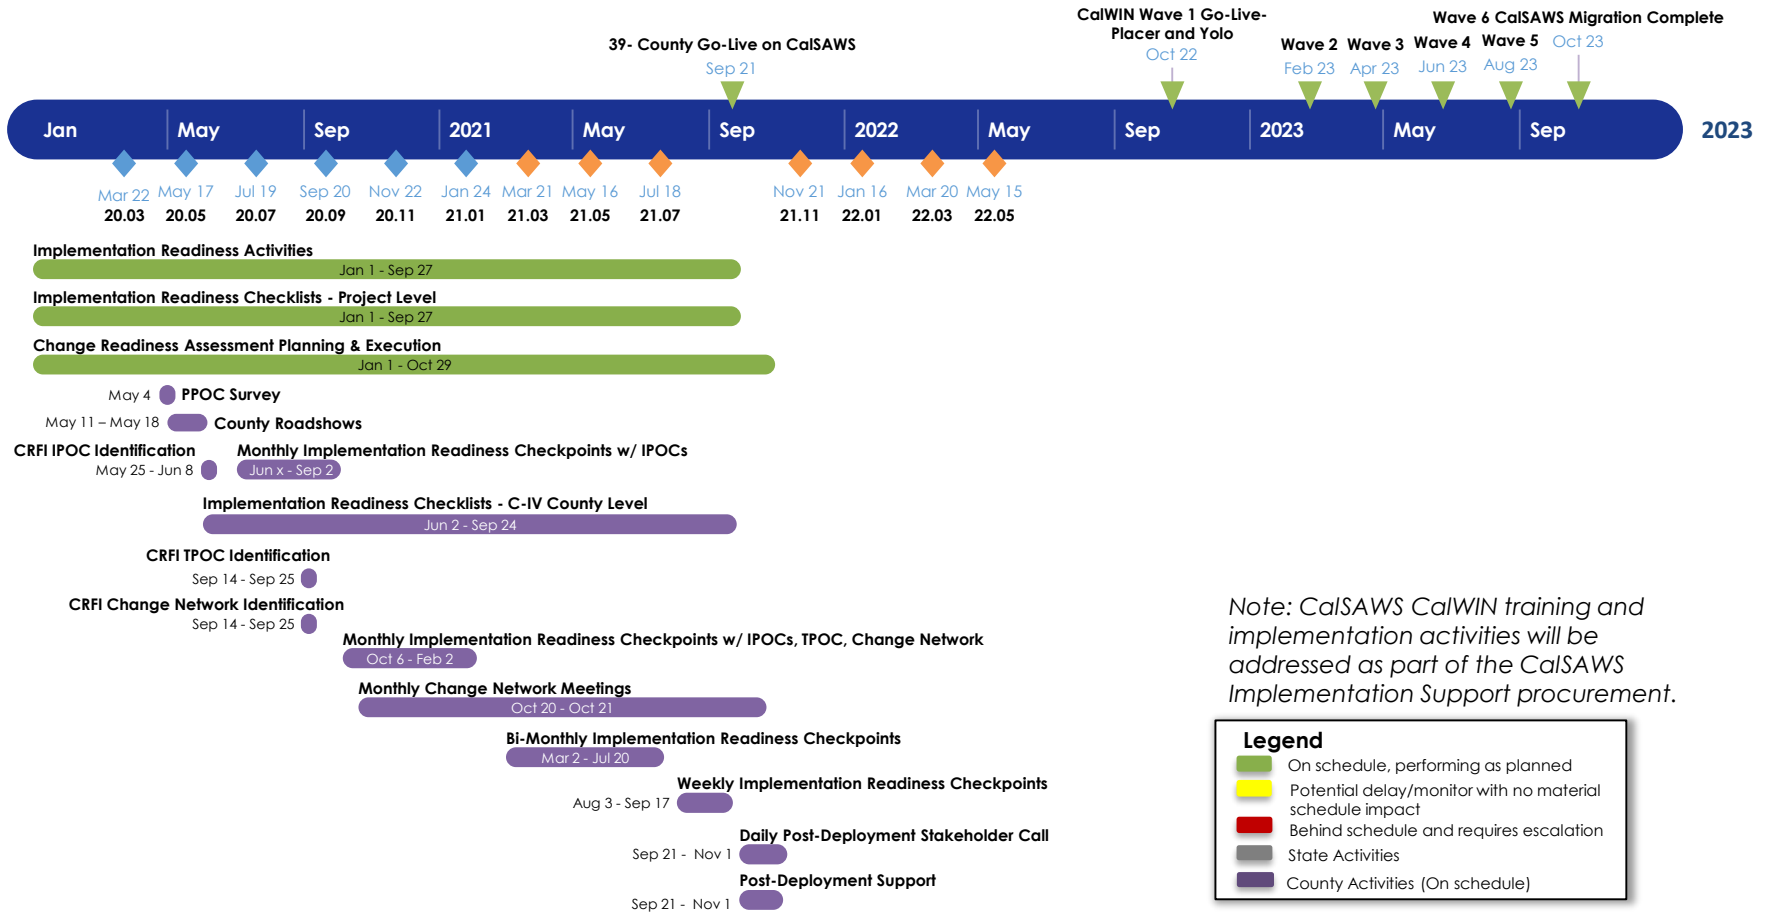 CalWIN Wave 1 Go-Live-
Placer and Yolo
Oct 22
Wave 6 CalSAWS Migration Complete
Oct 23
39- County Go-Live on CalSAWS
Sep 21
Wave 2
Feb 23
Wave 3
Apr 23
Wave 4
Jun 23
Wave 5
Aug 23
Jan May Sep 2021 May Sep 2022 May Sep 2023 May Sep 2023
Mar 22 May 17 Jul 19 Sep 20 Nov 22 Jan 24 Mar 21 May 16 Jul 18 Nov 21 Jan 16 Mar 20 May 15
20.03 20.05 20.07 20.09 20.11 21.01 21.03 21.05 21.07 21.11 22.01 22.03 22.05
Implementation Readiness Activities
Jan 1 - Sep 27
Implementation Readiness Checklists - Project Level
Jan 1 - Sep 27
Change Readiness Assessment Planning & Execution
Jan 1 - Oct 29
May 4 PPOC Survey
May 11 – May 18 County Roadshows
CRFI IPOC Identification
May 25 - Jun 8
Monthly Implementation Readiness Checkpoints w/ IPOCs
Jun x - Sep 2
Implementation Readiness Checklists - C-IV County Level
Jun 2 - Sep 24
CRFI TPOC Identification
Sep 14 - Sep 25
CRFI Change Network Identification
Sep 14 - Sep 25
Monthly Implementation Readiness Checkpoints w/ IPOCs, TPOC, Change Network
Oct 6 - Feb 2
Monthly Change Network Meetings
Oct 20 - Oct 21
Bi-Monthly Implementation Readiness Checkpoints
Mar 2 - Jul 20
Weekly Implementation Readiness Checkpoints
Aug 3 - Sep 17
Daily Post-Deployment Stakeholder Call
Sep 21 - Nov 1
Post-Deployment Support
Sep 21 - Nov 1
Note: CalSAWS CalWIN training and
implementation activities will be
addressed as part of the CalSAWS
Implementation Support procurement.
Legend
On schedule, performing as planned
Potential delay/monitor with no material
schedule impact
Behind schedule and requires escalation
State Activities
County Activities (On schedule)